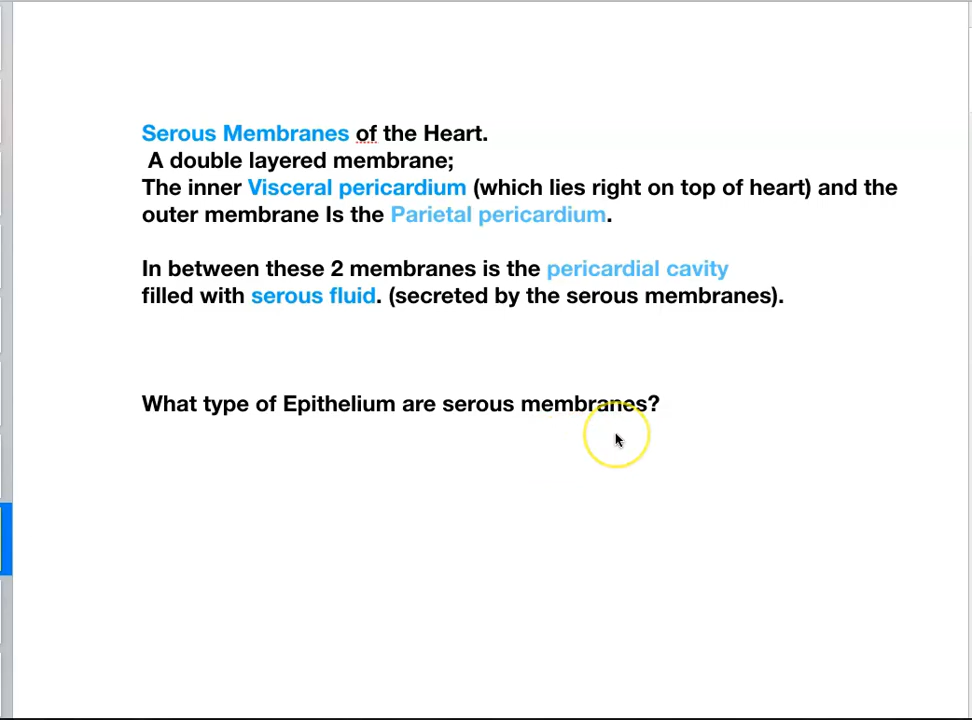 Serous Membranes of the Heart.
A double layered membrane;
The inner Visceral pericardium (which lies right on top of heart) and the
outer membrane Is the Parietal pericardium.
In between these 2 membranes is the pericardial cavity
filled with serous fluid. (secreted by the serous membranes).
What type of Epithelium are serous membranes?